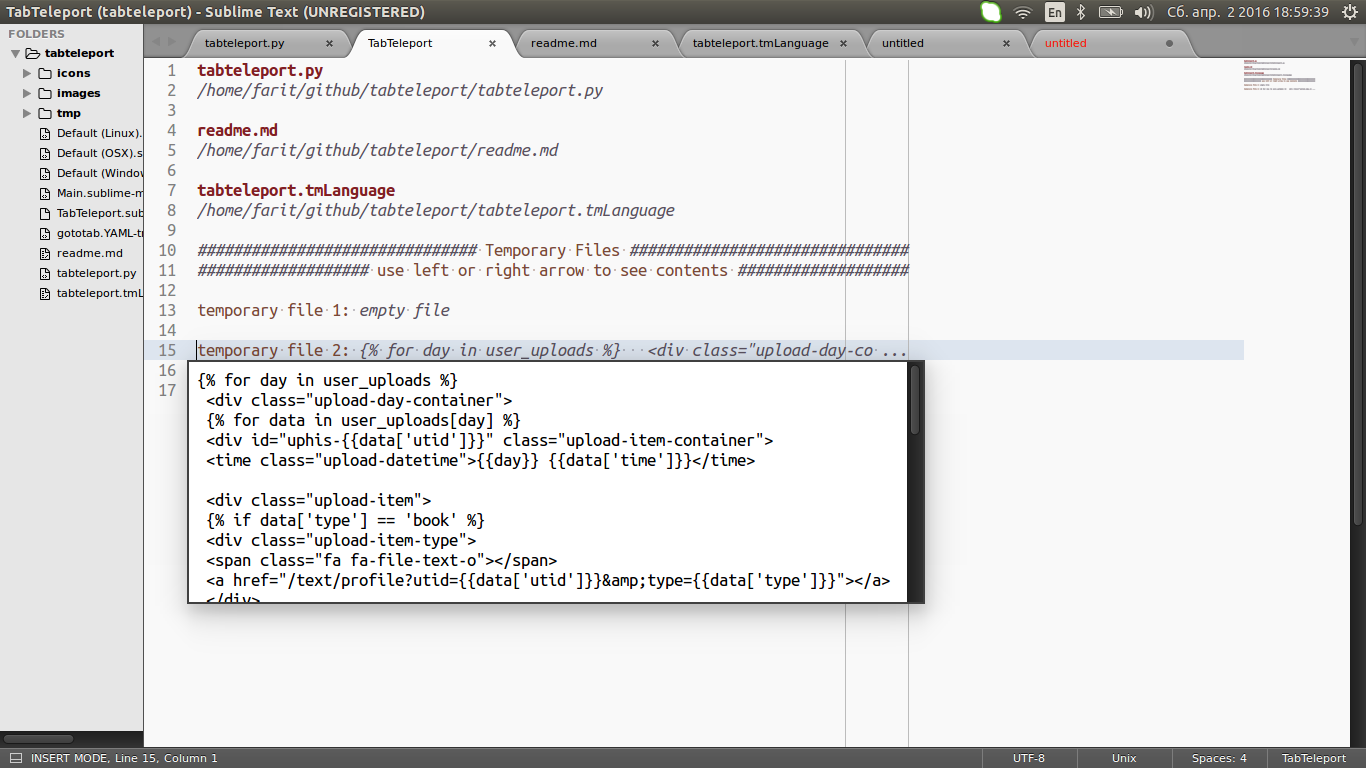 TabTeleport (tabteleport) - Sublime Text (UNREGISTERED)
En
Сб. апр. 2 2016 18:59:39
FOLDERS
tabteleport
icons
images
tmp
Default (Linux).
Default (OSX).s
Default (Window
Main.sublime-m
TabTeleport.sub
gototab.YAML-tm
readme.md
tabteleport.py
tabteleport.tmL
tabteleport.py ×
TabTeleport ×
readme.md ×
tabteleport.tmLanguage ×
untitled ×
untitled
1 tabteleport.py
2 /home/farit/github/tabteleport/tabteleport.py
3
4 readme.md
5 /home/farit/github/tabteleport/readme.md
6
7 tabteleport.tmLanguage
8 /home/farit/github/tabteleport/tabteleport.tmLanguage
9
10 ############################### Temporary Files ###############################
11 ################### use left or right arrow to see contents ###################
12
13 temporary file 1: empty file
14
15 temporary file 2: {% for day in user_uploads %}   <div class="upload-day-co ...
16
17
{% for day in user_uploads %}
<div class="upload-day-container">
{% for data in user_uploads[day] %}
<div id="uphis-{{data['utid']}}" class="upload-item-container">
<time class="upload-datetime">{{day}} {{data['time']}}</time>
<div class="upload-item">
{% if data['type'] == 'book' %}
<div class="upload-item-type">
<span class="fa fa-file-text-o"></span>
<a href="/text/profile?utid={{data['utid']}}&amp;type={{data['type']}}"></a>
</div>
INSERT MODE, Line 15, Column 1
UTF-8
Unix
Spaces: 4
TabTeleport